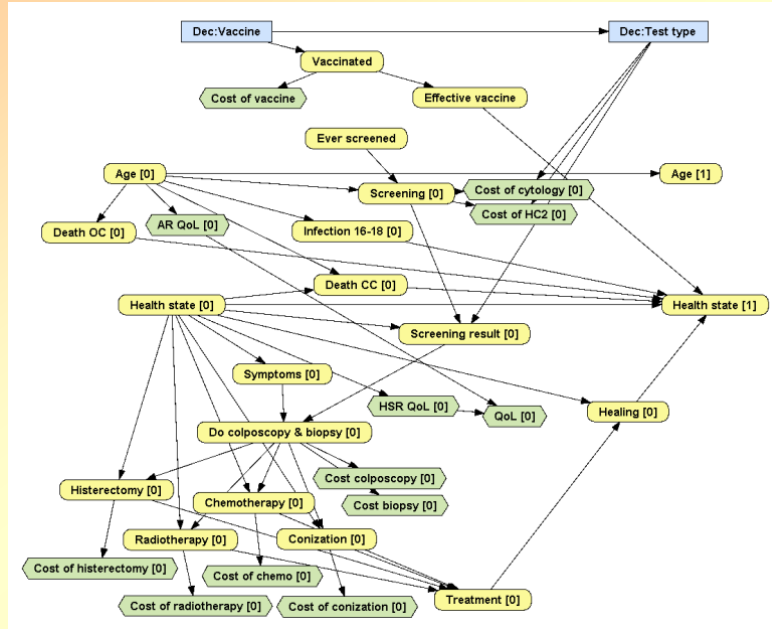 Dec:Vaccine
Dec:Test type
Vaccinated
Cost of vaccine
Effective vaccine
Ever screened
Age [0]
Age [1]
Screening [0]
Cost of cytology [0]
Cost of HC2 [0]
AR QoL [0]
Death OC [0]
Infection 16-18 [0]
Death CC [0]
Health state [0]
Health state [1]
Screening result [0]
Symptoms [0]
HSR QoL [0]
QoL [0]
Healing [0]
Do colposcopy & biopsy [0]
Cost colposcopy [0]
Histerectomy [0]
Chemotherapy [0]
Cost biopsy [0]
Radiotherapy [0]
Conization [0]
Cost of histerectomy [0]
Cost of chemo [0]
Cost of radiotherapy [0]
Cost of conization [0]
Treatment [0]